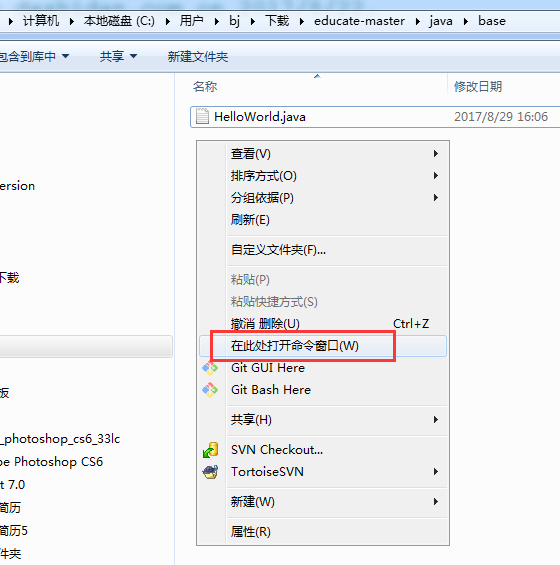 计算机 ▸ 本地磁盘 (C:) ▸ 用户 ▸ bj ▸ 下载 ▸ educate-master ▸ java ▸ base
包含到库中 共享 新建文件夹
名称 修改日期
HelloWorld.java 2017/8/29 16:06
查看(V)
排序方式(O)
分组依据(P)
刷新(E)
自定义文件夹(F)...
粘贴(P)
粘贴快捷方式(S)
撤消 删除(U) Ctrl+Z
在此处打开命令窗口(W)
Git GUI Here
Git Bash Here
共享(H)
SVN Checkout...
TortoiseSVN
新建(W)
属性(R)
ersion
下载
板
_photoshop_cs6_33lc
be Photoshop CS6
t 7.0
简历
简历5
件夹